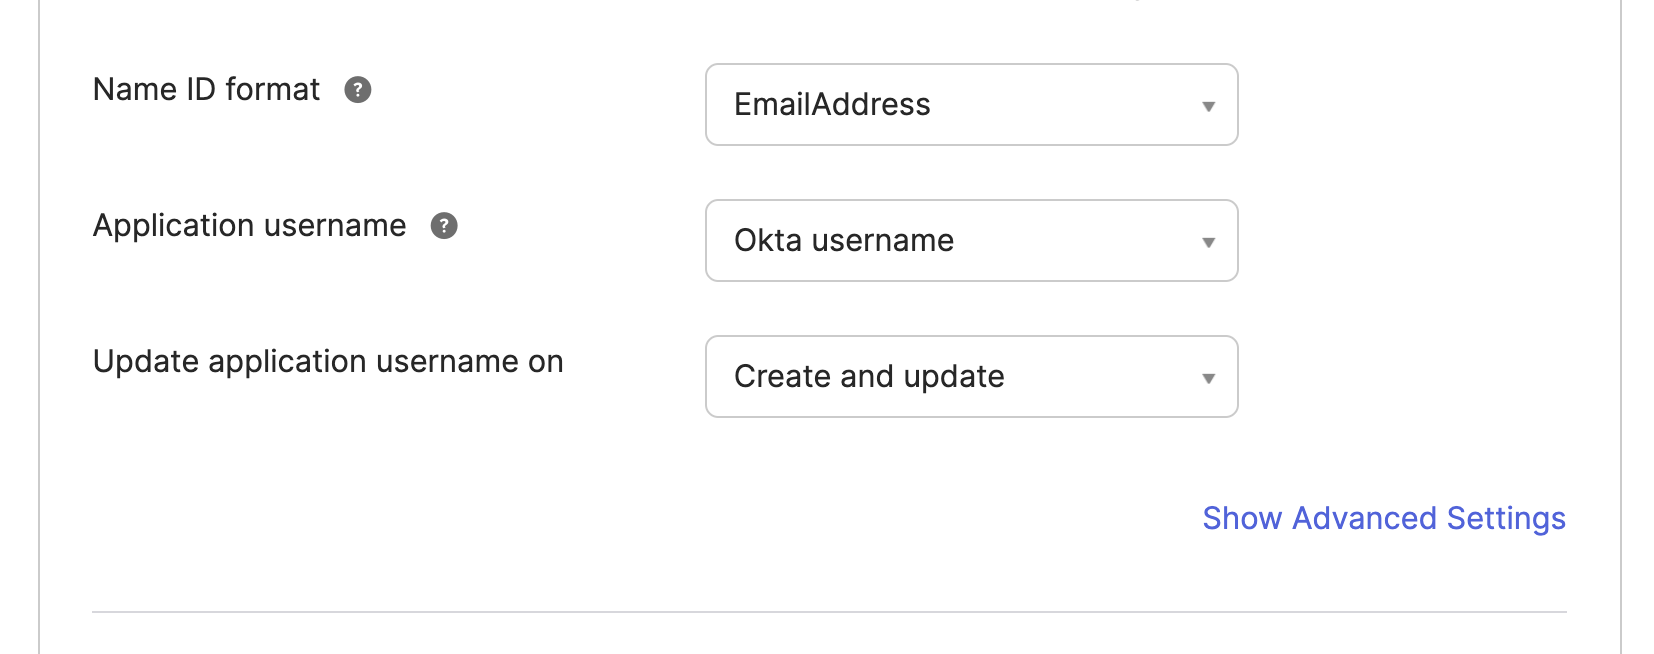 Name ID format ?
EmailAddress
Application username ?
Okta username
Update application username on
Create and update
Show Advanced Settings